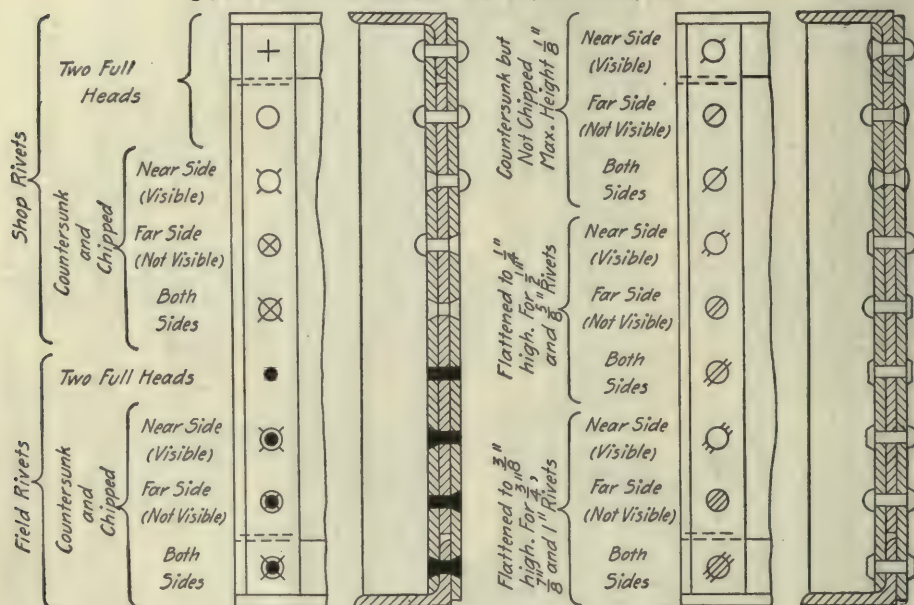 Shop Rivets
Two Full
Heads
Countersunk
and
Chipped
Near Side
(Visible)
Far Side
(Not Visible)
Both
Sides
Field Rivets
Two Full Heads
Countersunk
and
Chipped
Near Side
(Visible)
Far Side
(Not Visible)
Both
Sides
Countersunk but
Not Chipped
Max. Height 1/8"
Near Side
(Visible)
Far Side
(Not Visible)
Both
Sides
Flattened to 1/4"
high. For 1/2"
and 5/8" Rivets
Near Side
(Visible)
Far Side
(Not Visible)
Both
Sides
Flattened to 3/8"
high. For 3/4",
7/8" and 1" Rivets
Near Side
(Visible)
Far Side
(Not Visible)
Both
Sides